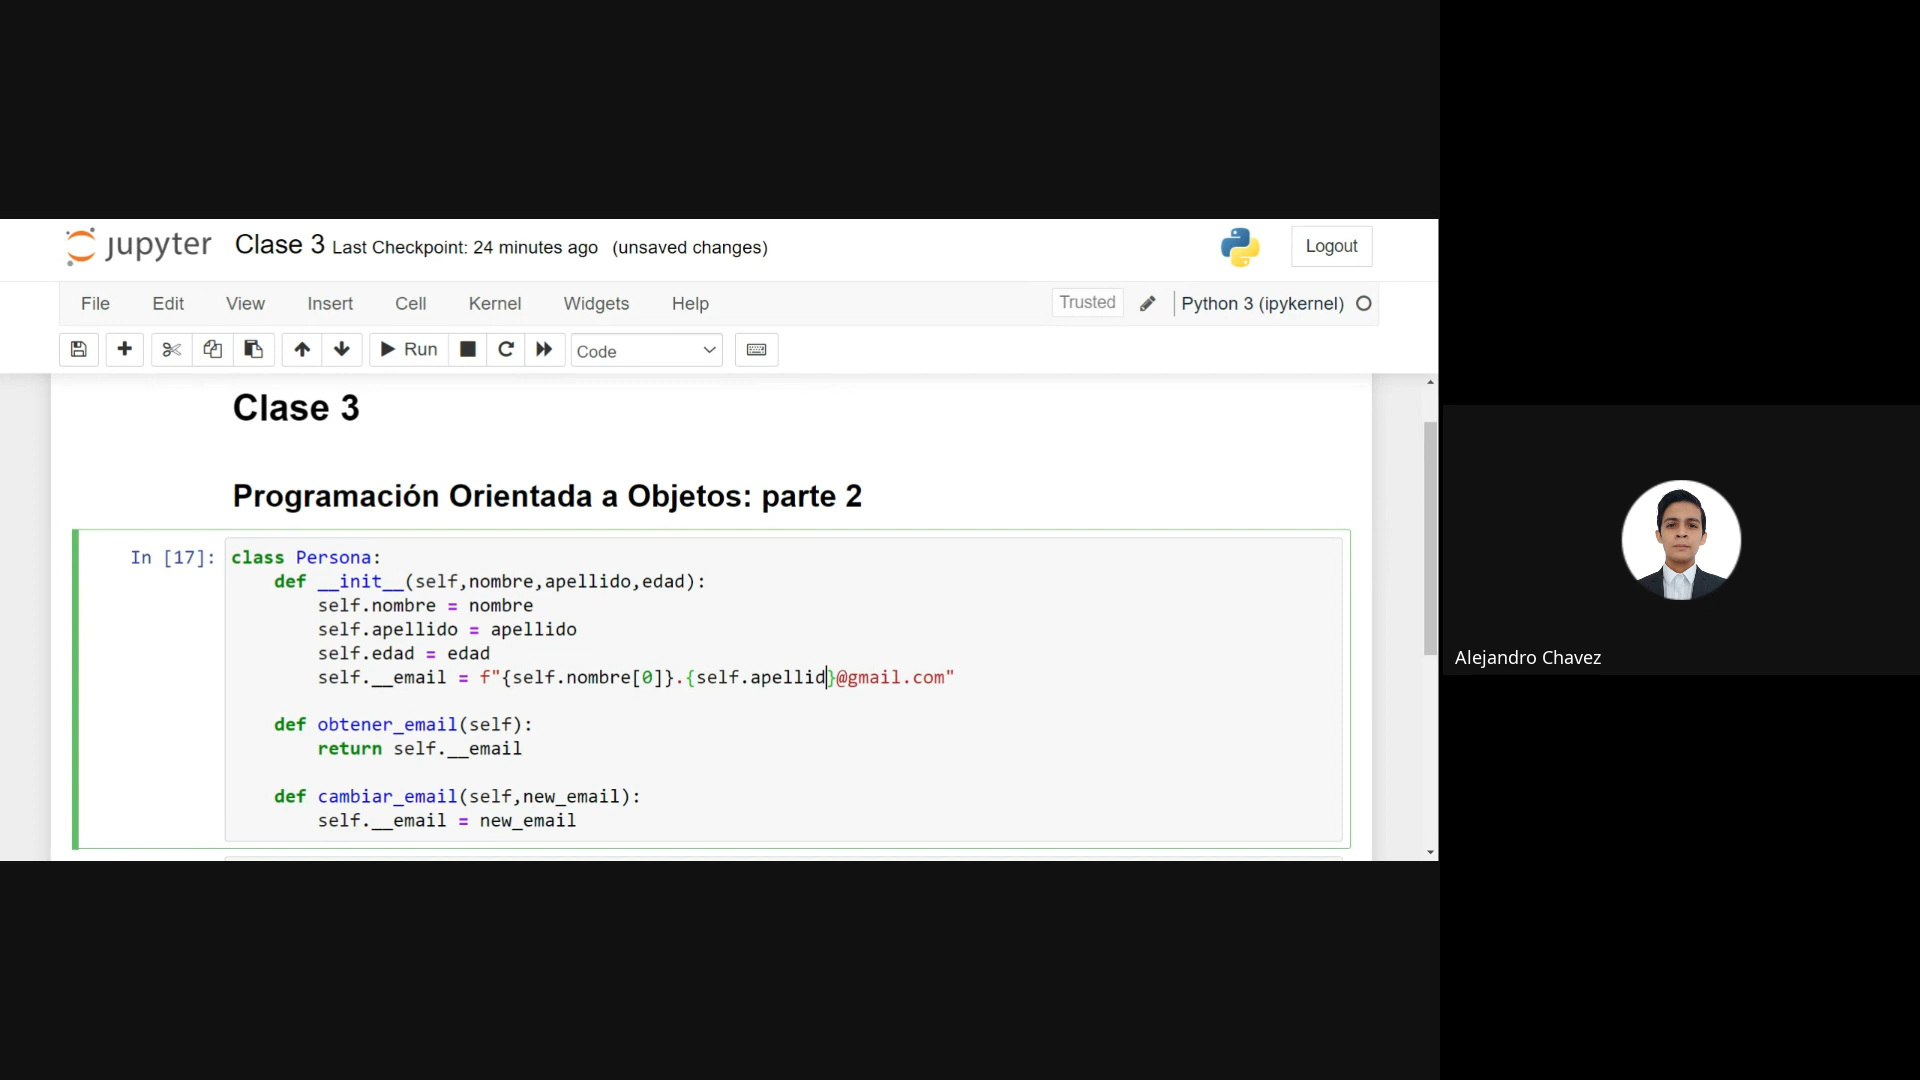 jupyter Clase 3 Last Checkpoint: 24 minutes ago (unsaved changes) Logout
File Edit View Insert Cell Kernel Widgets Help Trusted Python 3 (ipykernel)
Run Code
Clase 3
Programación Orientada a Objetos: parte 2
In [17]: class Persona:
    def __init__(self,nombre,apellido,edad):
        self.nombre = nombre
        self.apellido = apellido
        self.edad = edad
        self.__email = f"{self.nombre[0]}.{self.apellid}@gmail.com"
    def obtener_email(self):
        return self.__email
    def cambiar_email(self,new_email):
        self.__email = new_email
Alejandro Chavez